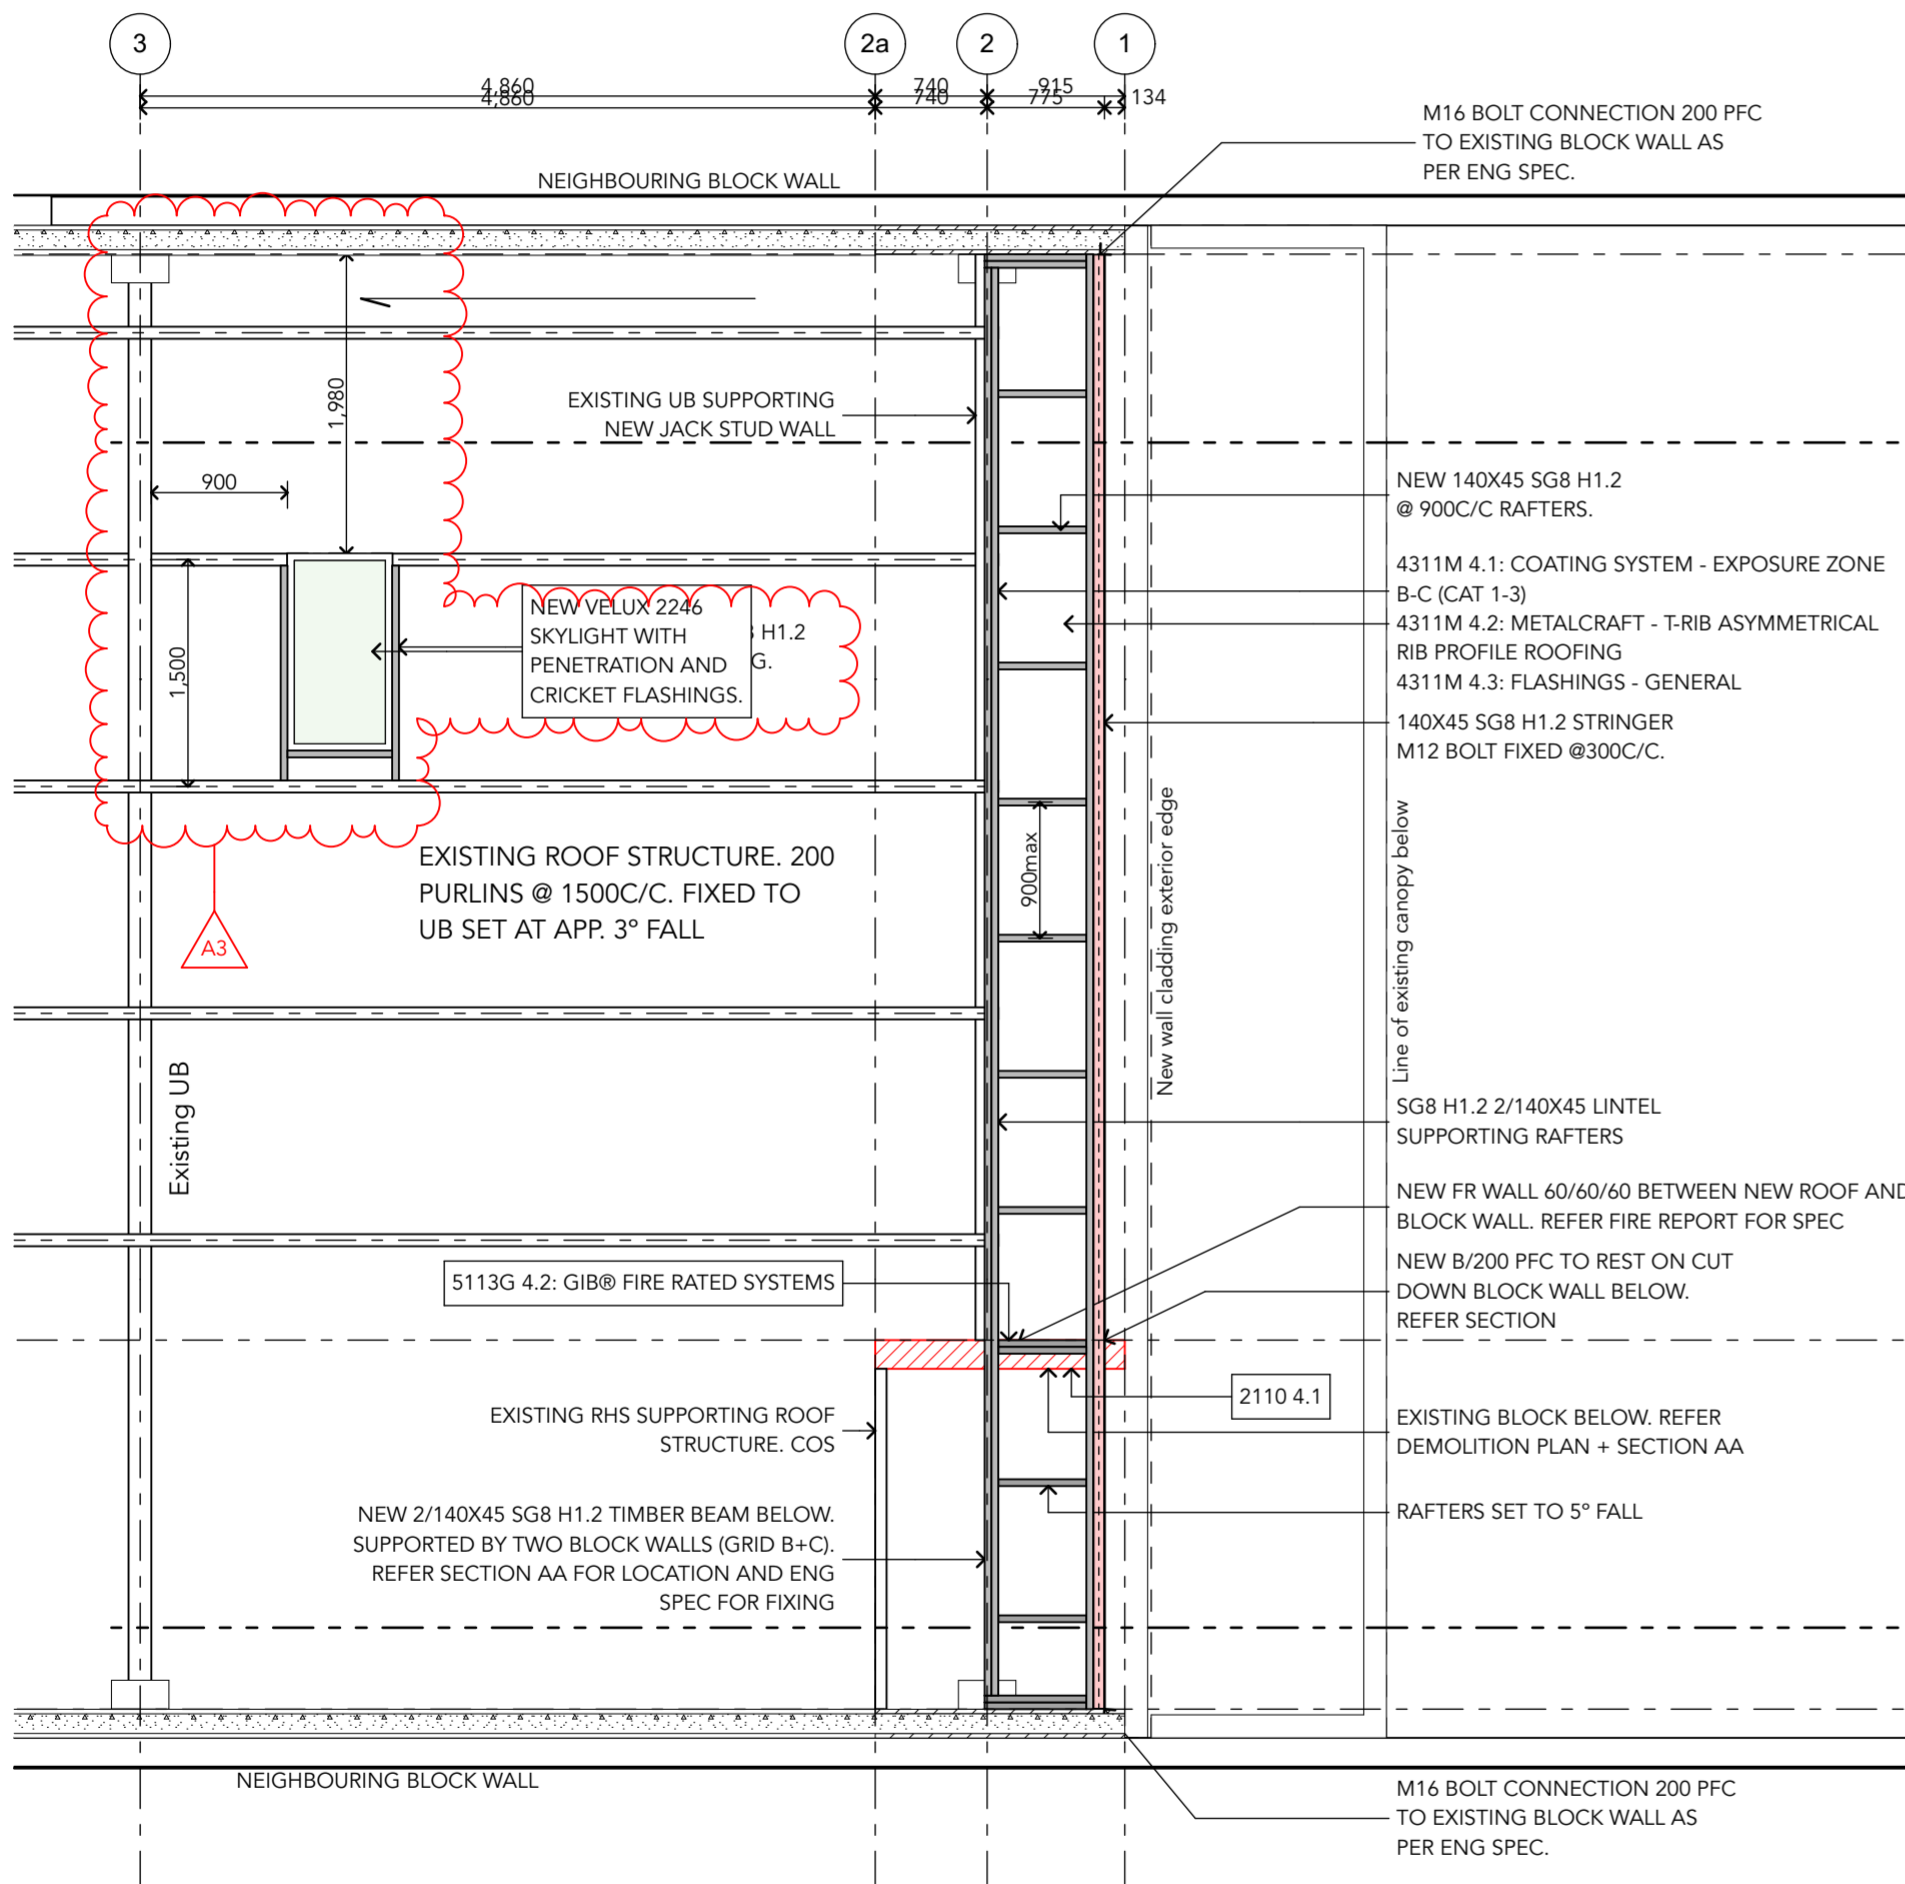 3
2a
2
1
4,860
740
915
4,860
740
775
134
M16 BOLT CONNECTION 200 PFC
TO EXISTING BLOCK WALL AS
PER ENG SPEC.
NEIGHBOURING BLOCK WALL
1,980
EXISTING UB SUPPORTING
NEW JACK STUD WALL
900
NEW 140X45 SG8 H1.2
@ 900C/C RAFTERS.
4311M 4.1: COATING SYSTEM - EXPOSURE ZONE
B-C (CAT 1-3)
4311M 4.2: METALCRAFT - T-RIB ASYMMETRICAL
RIB PROFILE ROOFING
4311M 4.3: FLASHINGS - GENERAL
NEW VELUX 2246
SKYLIGHT WITH
PENETRATION AND
CRICKET FLASHINGS.
H1.2
G.
1,500
140X45 SG8 H1.2 STRINGER
M12 BOLT FIXED @300C/C.
New wall cladding exterior edge
Line of existing canopy below
900max
EXISTING ROOF STRUCTURE. 200
PURLINS @ 1500C/C. FIXED TO
UB SET AT APP. 3º FALL
A3
Existing UB
SG8 H1.2 2/140X45 LINTEL
SUPPORTING RAFTERS
NEW FR WALL 60/60/60 BETWEEN NEW ROOF AND
BLOCK WALL. REFER FIRE REPORT FOR SPEC
5113G 4.2: GIB® FIRE RATED SYSTEMS
NEW B/200 PFC TO REST ON CUT
DOWN BLOCK WALL BELOW.
REFER SECTION
2110 4.1
EXISTING RHS SUPPORTING ROOF
STRUCTURE. COS
EXISTING BLOCK BELOW. REFER
DEMOLITION PLAN + SECTION AA
RAFTERS SET TO 5º FALL
NEW 2/140X45 SG8 H1.2 TIMBER BEAM BELOW.
SUPPORTED BY TWO BLOCK WALLS (GRID B+C).
REFER SECTION AA FOR LOCATION AND ENG
SPEC FOR FIXING
NEIGHBOURING BLOCK WALL
M16 BOLT CONNECTION 200 PFC
TO EXISTING BLOCK WALL AS
PER ENG SPEC.